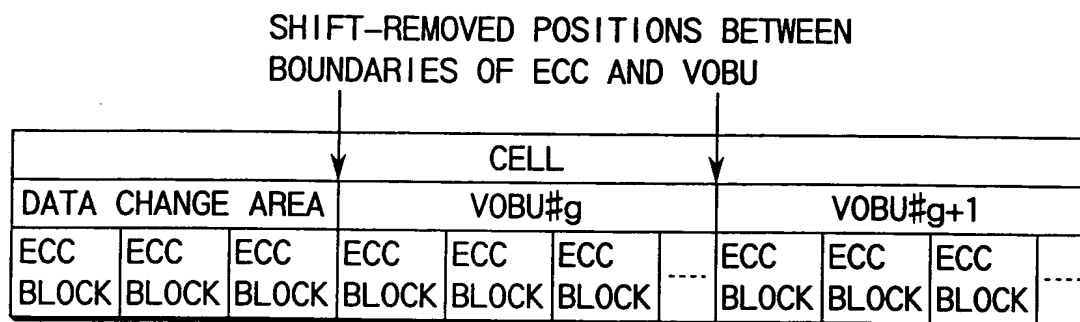 SHIFT-REMOVED POSITIONS BETWEEN
BOUNDARIES OF ECC AND VOBU
CELL
DATA CHANGE AREA VOBU#g VOBU#g+1
ECC ECC ECC ECC ECC ECC ECC ECC ECC
BLOCK BLOCK BLOCK BLOCK BLOCK BLOCK ---- BLOCK BLOCK BLOCK ----